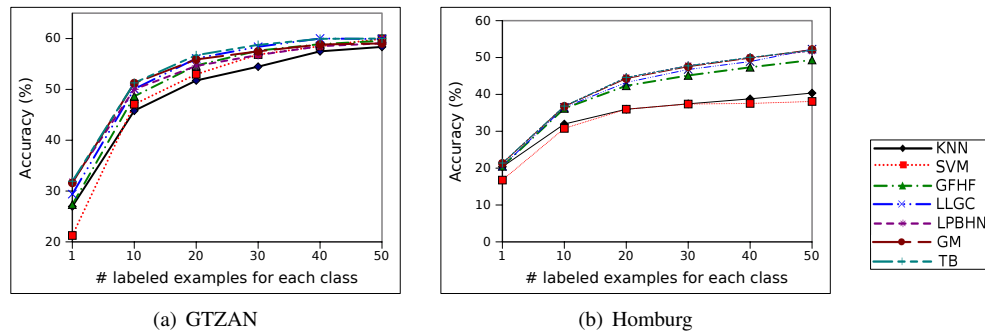 60
50
40
30
20
Accuracy (%)
1 10 20 30 40 50
# labeled examples for each class
(a) GTZAN
60
50
40
30
20
10
0
Accuracy (%)
1 10 20 30 40 50
# labeled examples for each class
(b) Homburg
KNN
SVM
GFHF
LLGC
LPBHN
GM
TB